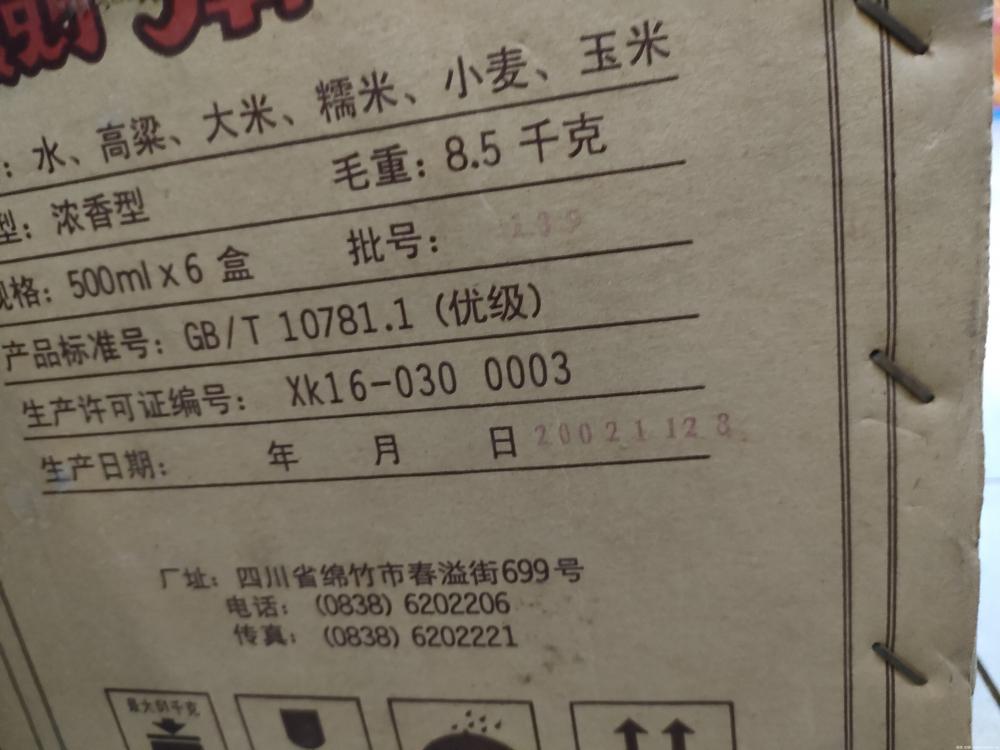 ：水、高粱、大米、糯米、小麦、玉米
型：浓香型 毛重：8.5 千克
规格：500ml x 6 盒 批号：139
产品标准号：GB/T 10781.1（优级）
生产许可证编号：Xk16-030 0003
生产日期： 年 月 日 20021128
厂址：四川省绵竹市春溢街699号
电话：（0838）6202206
传真：（0838）6202221